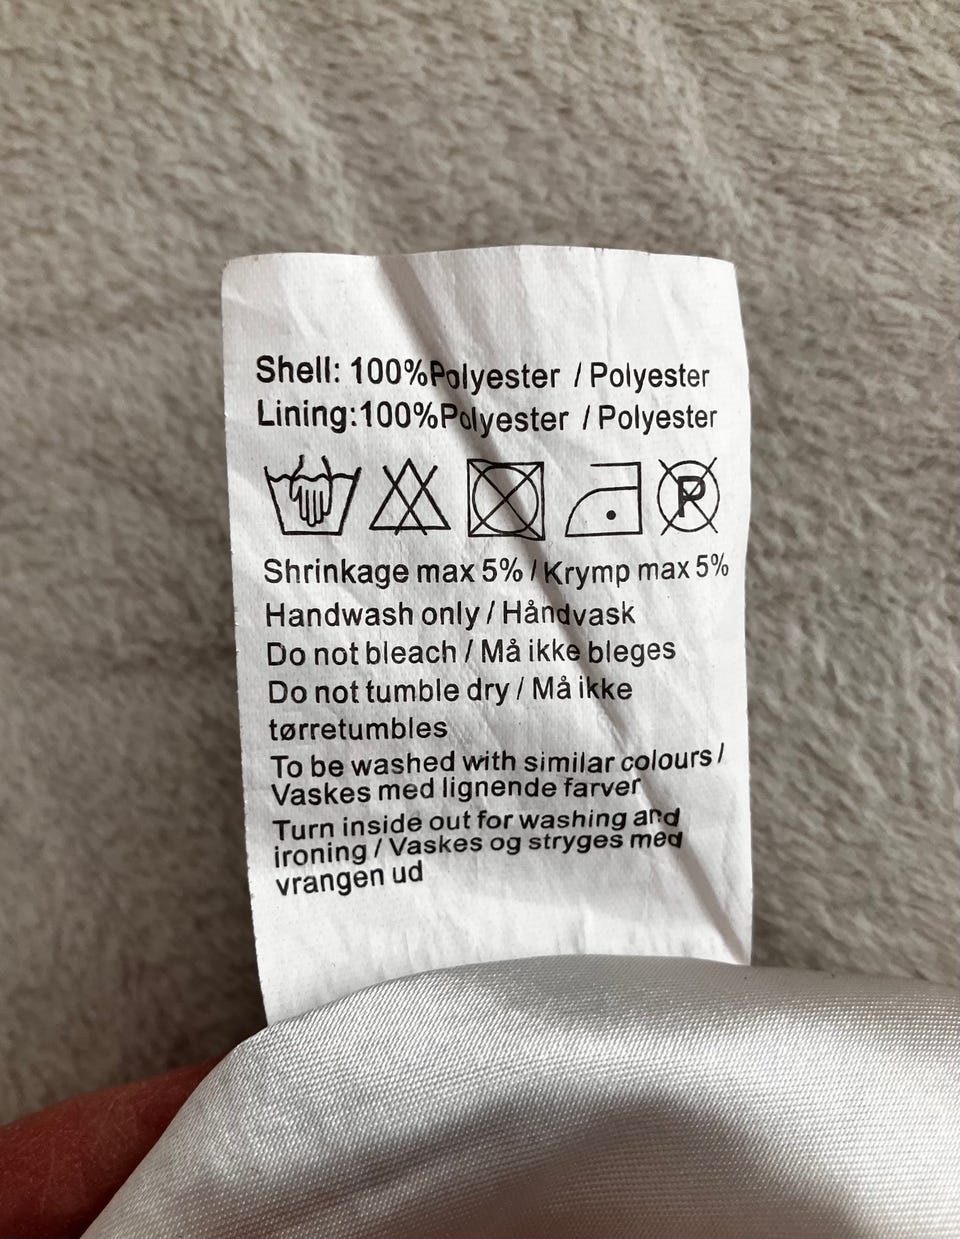 Shell: 100%Polyester / Polyester
Lining:100%Polyester / Polyester
P
Shrinkage max 5% / Krymp max 5%
Handwash only / Håndvask
Do not bleach / Må ikke bleges
Do not tumble dry / Må ikke
tørretumbles
To be washed with similar colours /
Vaskes med lignende farver
Turn inside out for washing and
ironing / Vaskes og stryges med
vrangen ud